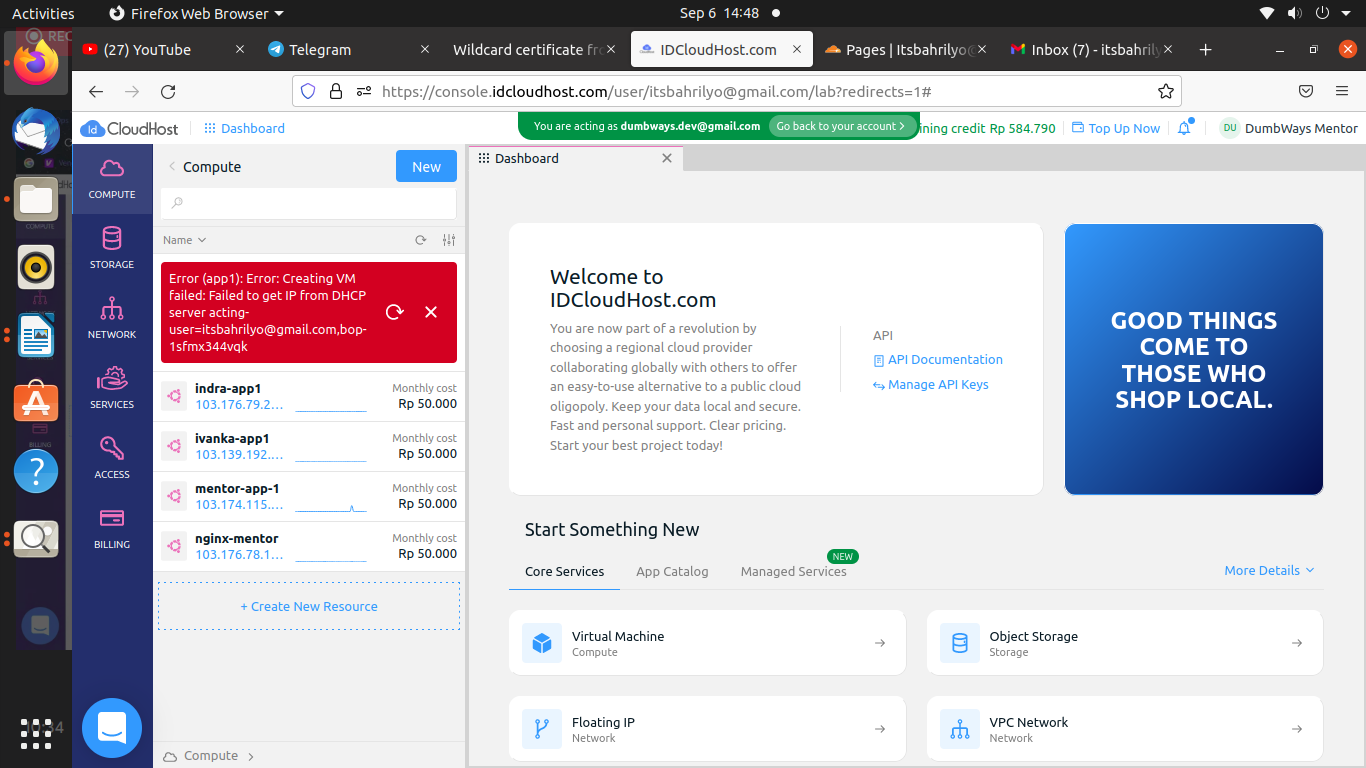 Activities
Firefox Web Browser
Sep 6 14:48
REC
(27) YouTube
Telegram
Wildcard certificate fro
IDCloudHost.com
Pages | Itsbahrilyo@
Inbox (7) - itsbahrily
https://console.idcloudhost.com/user/itsbahrilyo@gmail.com/lab?redirects=1#
Id CloudHost
Dashboard
You are acting as dumbways.dev@gmail.com
Go back to your account
ining credit Rp 584.790
Top Up Now
DU
DumbWays Mentor
COMPUTE
STORAGE
NETWORK
SERVICES
ACCESS
BILLING
Compute
New
Name
Error (app1): Error: Creating VM
failed: Failed to get IP from DHCP
server acting-
user=itsbahrilyo@gmail.com,bop-
1sfmx344vqk
indra-app1
103.176.79.2...
Monthly cost
Rp 50.000
ivanka-app1
103.139.192....
Monthly cost
Rp 50.000
mentor-app-1
103.174.115....
Monthly cost
Rp 50.000
nginx-mentor
103.176.78.1...
Monthly cost
Rp 50.000
+ Create New Resource
Compute
Dashboard
Welcome to
IDCloudHost.com
You are now part of a revolution by
choosing a regional cloud provider
collaborating globally with others to offer
an easy-to-use alternative to a public cloud
oligopoly. Keep your data local and secure.
Fast and personal support. Clear pricing.
Start your best project today!
API
API Documentation
Manage API Keys
GOOD THINGS
COME TO
THOSE WHO
SHOP LOCAL.
Start Something New
Core Services
App Catalog
Managed Services
NEW
More Details
Virtual Machine
Compute
Object Storage
Storage
Floating IP
Network
VPC Network
Network